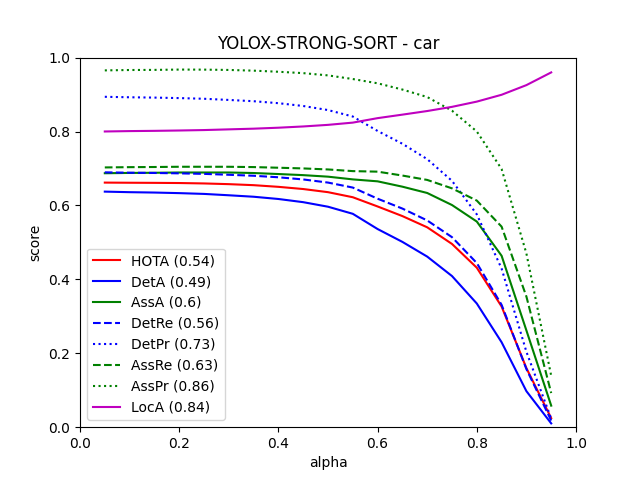 YOLOX-STRONG-SORT - car
1.0
0.8
0.6
0.4
0.2
0.0
score
HOTA (0.54)
DetA (0.49)
AssA (0.6)
DetRe (0.56)
DetPr (0.73)
AssRe (0.63)
AssPr (0.86)
LocA (0.84)
0.0 0.2 0.4 0.6 0.8 1.0
alpha